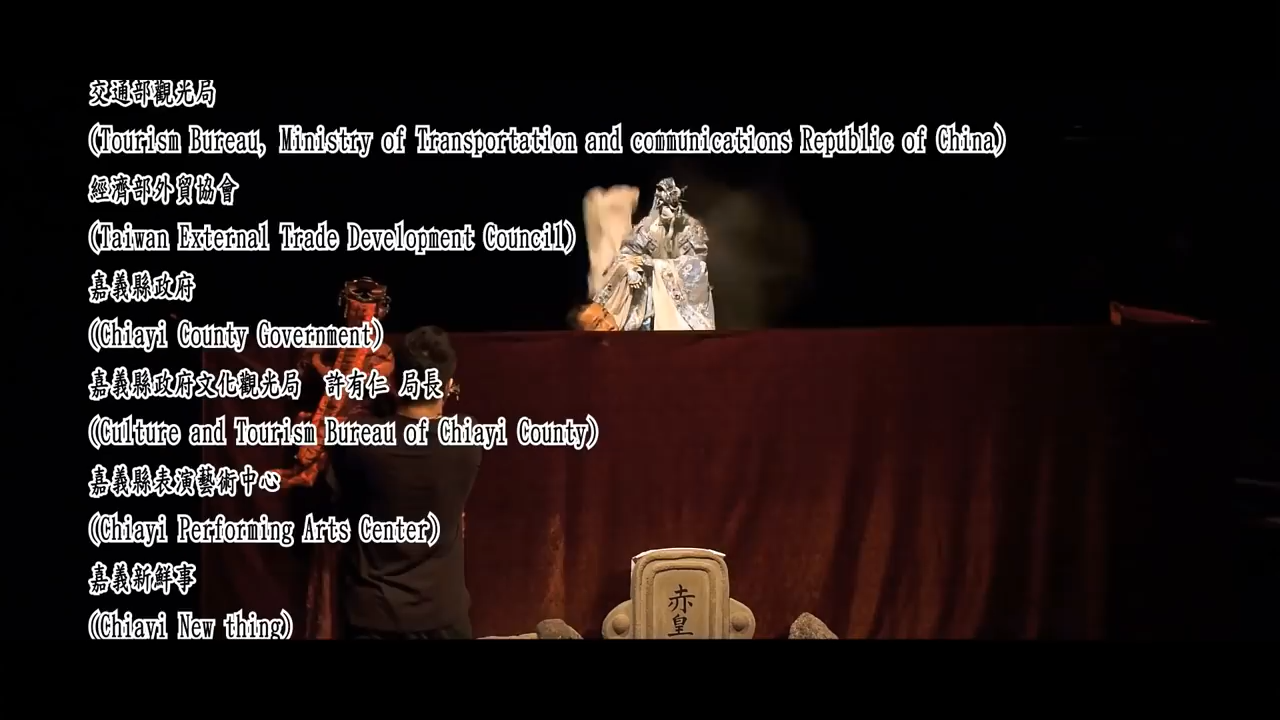 交通部觀光局
(Tourism Bureau, Ministry of Transportation and communications Republic of China)
經濟部外貿協會
(Taiwan External Trade Development Council)
嘉義縣政府
(Chiayi County Government)
嘉義縣政府文化觀光局 許有仁 局長
(Culture and Tourism Bureau of Chiayi County)
嘉義縣表演藝術中心
(Chiayi Performing Arts Center)
嘉義新鮮事
(Chiayi New thing)
赤皇